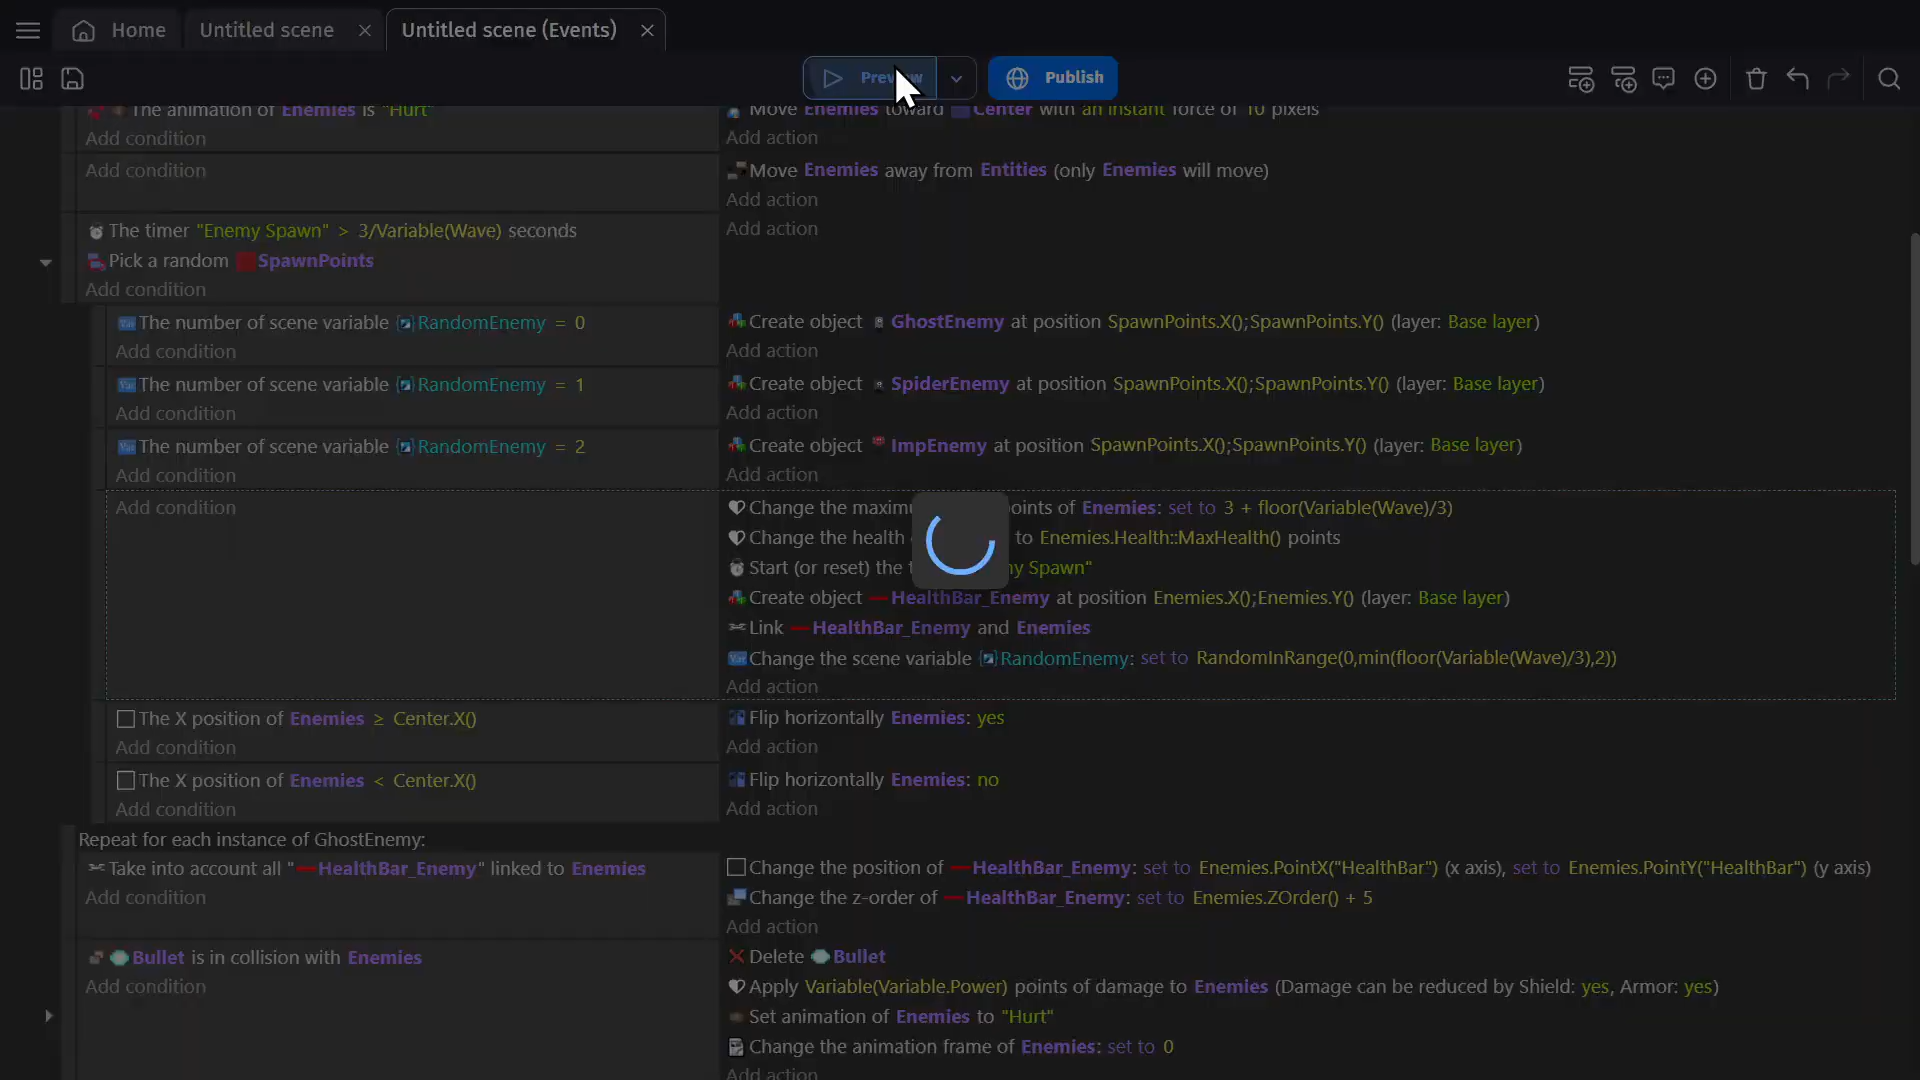 Home
Untitled scene
Untitled scene (Events)
Preview
Publish
The animation of Enemies is "Hurt"
Move Enemies toward Center with an instant force of 10 pixels
Add condition
Add action
Add condition
Move Enemies away from Entities (only Enemies will move)
Add action
The timer "Enemy Spawn" > 3/Variable(Wave) seconds
Add action
Pick a random SpawnPoints
Add condition
The number of scene variable RandomEnemy = 0
Create object GhostEnemy at position SpawnPoints.X();SpawnPoints.Y() (layer: Base layer)
Add condition
Add action
The number of scene variable RandomEnemy = 1
Create object SpiderEnemy at position SpawnPoints.X();SpawnPoints.Y() (layer: Base layer)
Add condition
Add action
The number of scene variable RandomEnemy = 2
Create object ImpEnemy at position SpawnPoints.X();SpawnPoints.Y() (layer: Base layer)
Add condition
Add action
Add condition
Change the maximu oints of Enemies: set to 3 + floor(Variable(Wave)/3)
Change the health to Enemies.Health::MaxHealth() points
Start (or reset) the t y Spawn"
Create object HealthBar_Enemy at position Enemies.X();Enemies.Y() (layer: Base layer)
Link HealthBar_Enemy and Enemies
Change the scene variable RandomEnemy: set to RandomInRange(0,min(floor(Variable(Wave)/3),2))
Add action
The X position of Enemies ≥ Center.X()
Flip horizontally Enemies: yes
Add condition
Add action
The X position of Enemies < Center.X()
Flip horizontally Enemies: no
Add condition
Add action
Repeat for each instance of GhostEnemy:
Take into account all "HealthBar_Enemy" linked to Enemies
Change the position of HealthBar_Enemy: set to Enemies.PointX("HealthBar") (x axis), set to Enemies.PointY("HealthBar") (y axis)
Add condition
Change the z-order of HealthBar_Enemy: set to Enemies.ZOrder() + 5
Add action
Bullet is in collision with Enemies
Delete Bullet
Add condition
Apply Variable(Variable.Power) points of damage to Enemies (Damage can be reduced by Shield: yes, Armor: yes)
Set animation of Enemies to "Hurt"
Change the animation frame of Enemies: set to 0
Add action